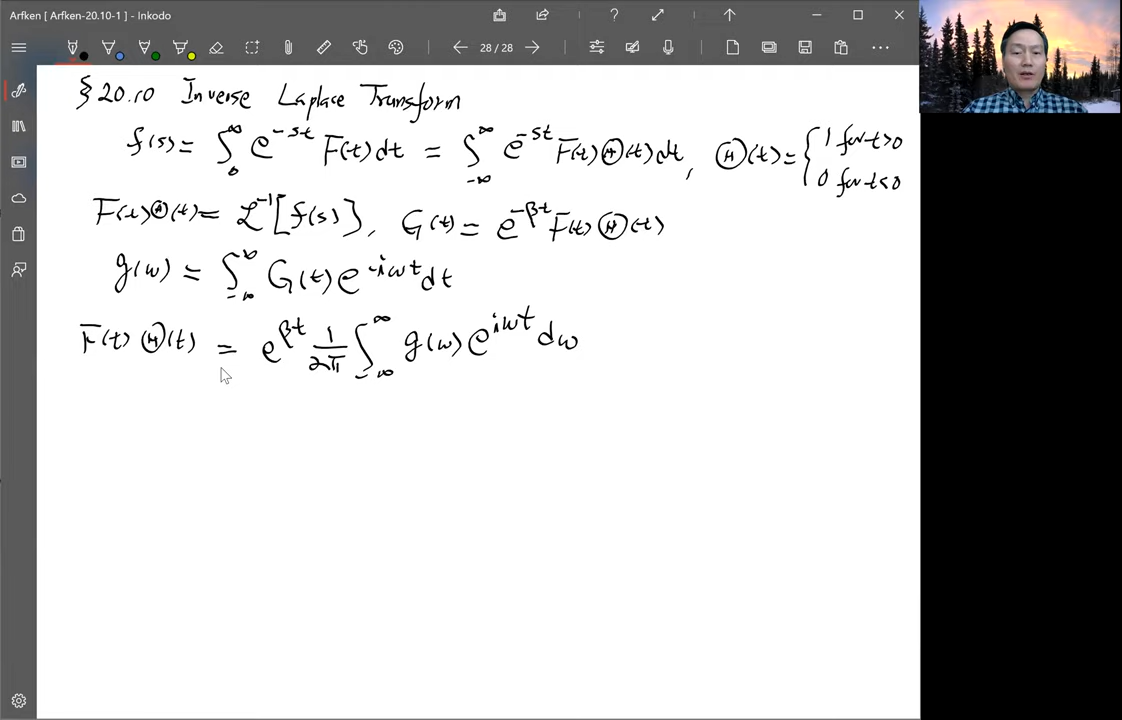 Arfken [ Arfken-20.10-1 ] - Inkodo
28 / 28
§ 20.10 Inverse Laplace Transform
f(s) = ∫₀^∞ e^{-st} F(t) dt = ∫_{-∞}^∞ e^{-st} F(t) Θ(t) dt, Θ(t) = { 1 for t>0
0 for t<0
F(t) Θ(t) = ℒ^{-1}[f(s)], G(t) = e^{-βt} F(t) Θ(t)
g(ω) = ∫_{-∞}^∞ G(t) e^{-iωt} dt
F(t) Θ(t) = e^{βt} 1/2π ∫_{-∞}^∞ g(ω) e^{iωt} dω